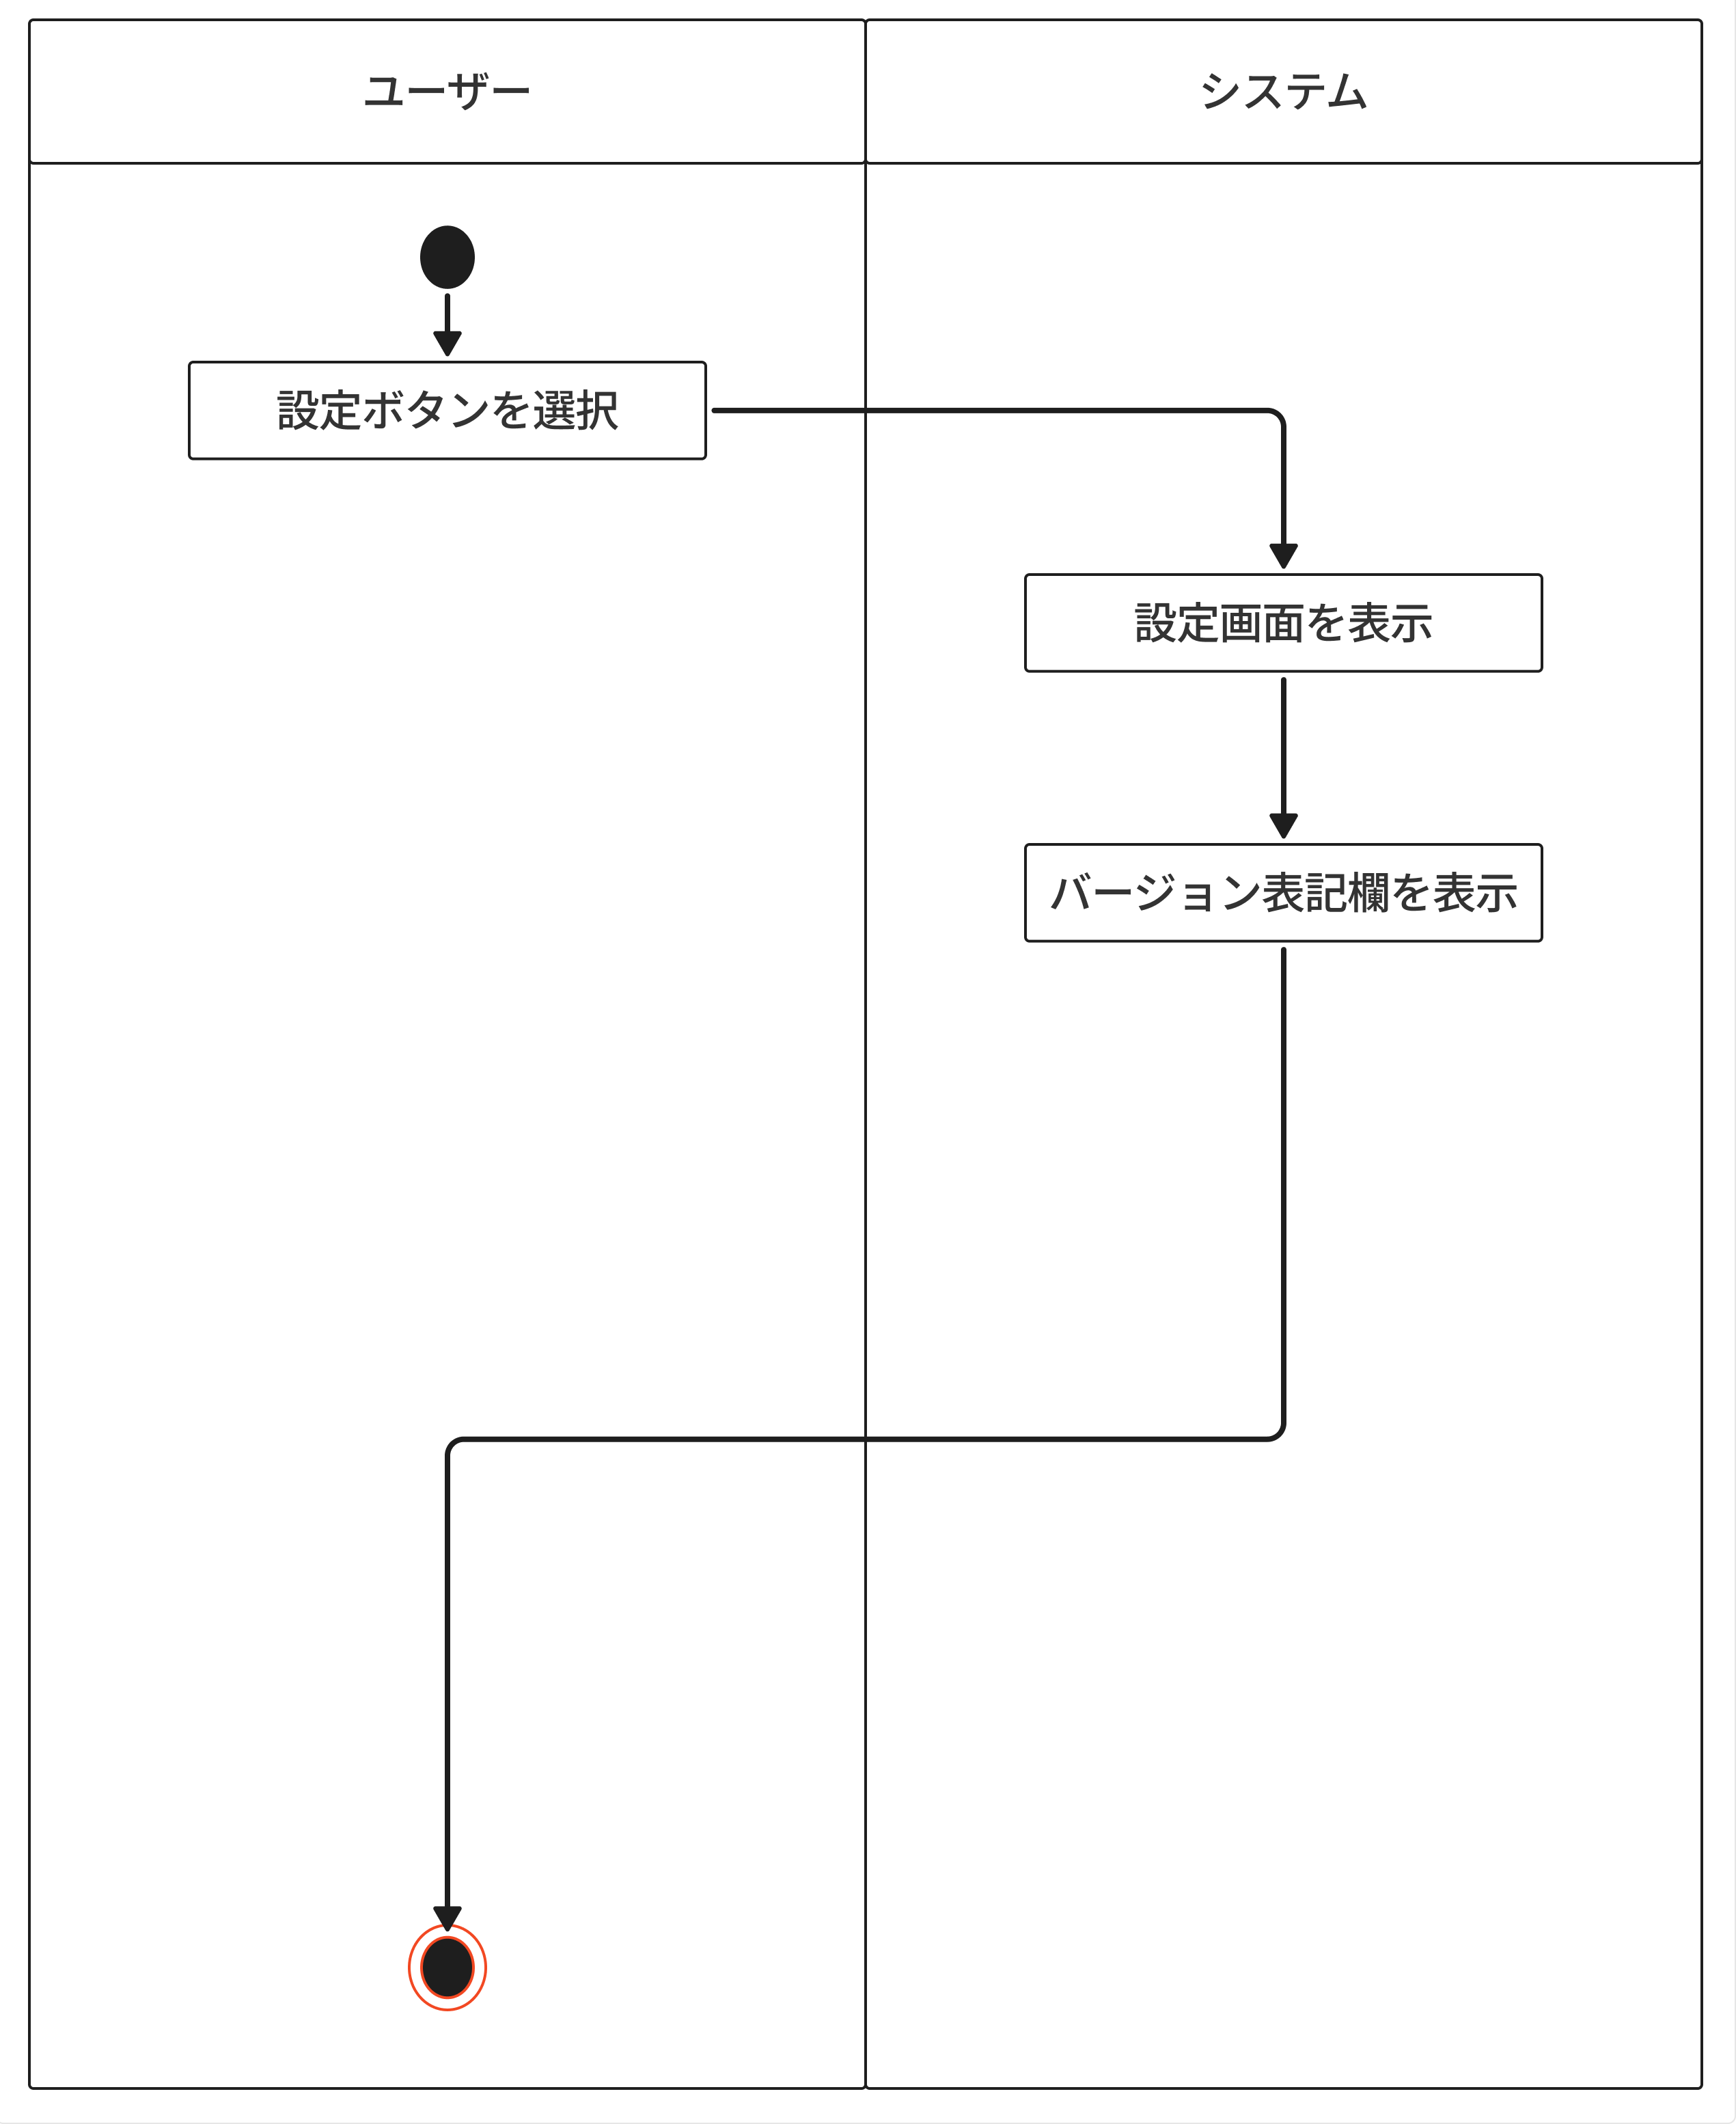 ユーザー
システム
設定ボタンを選択
設定画面を表示
バージョン表記欄を表示